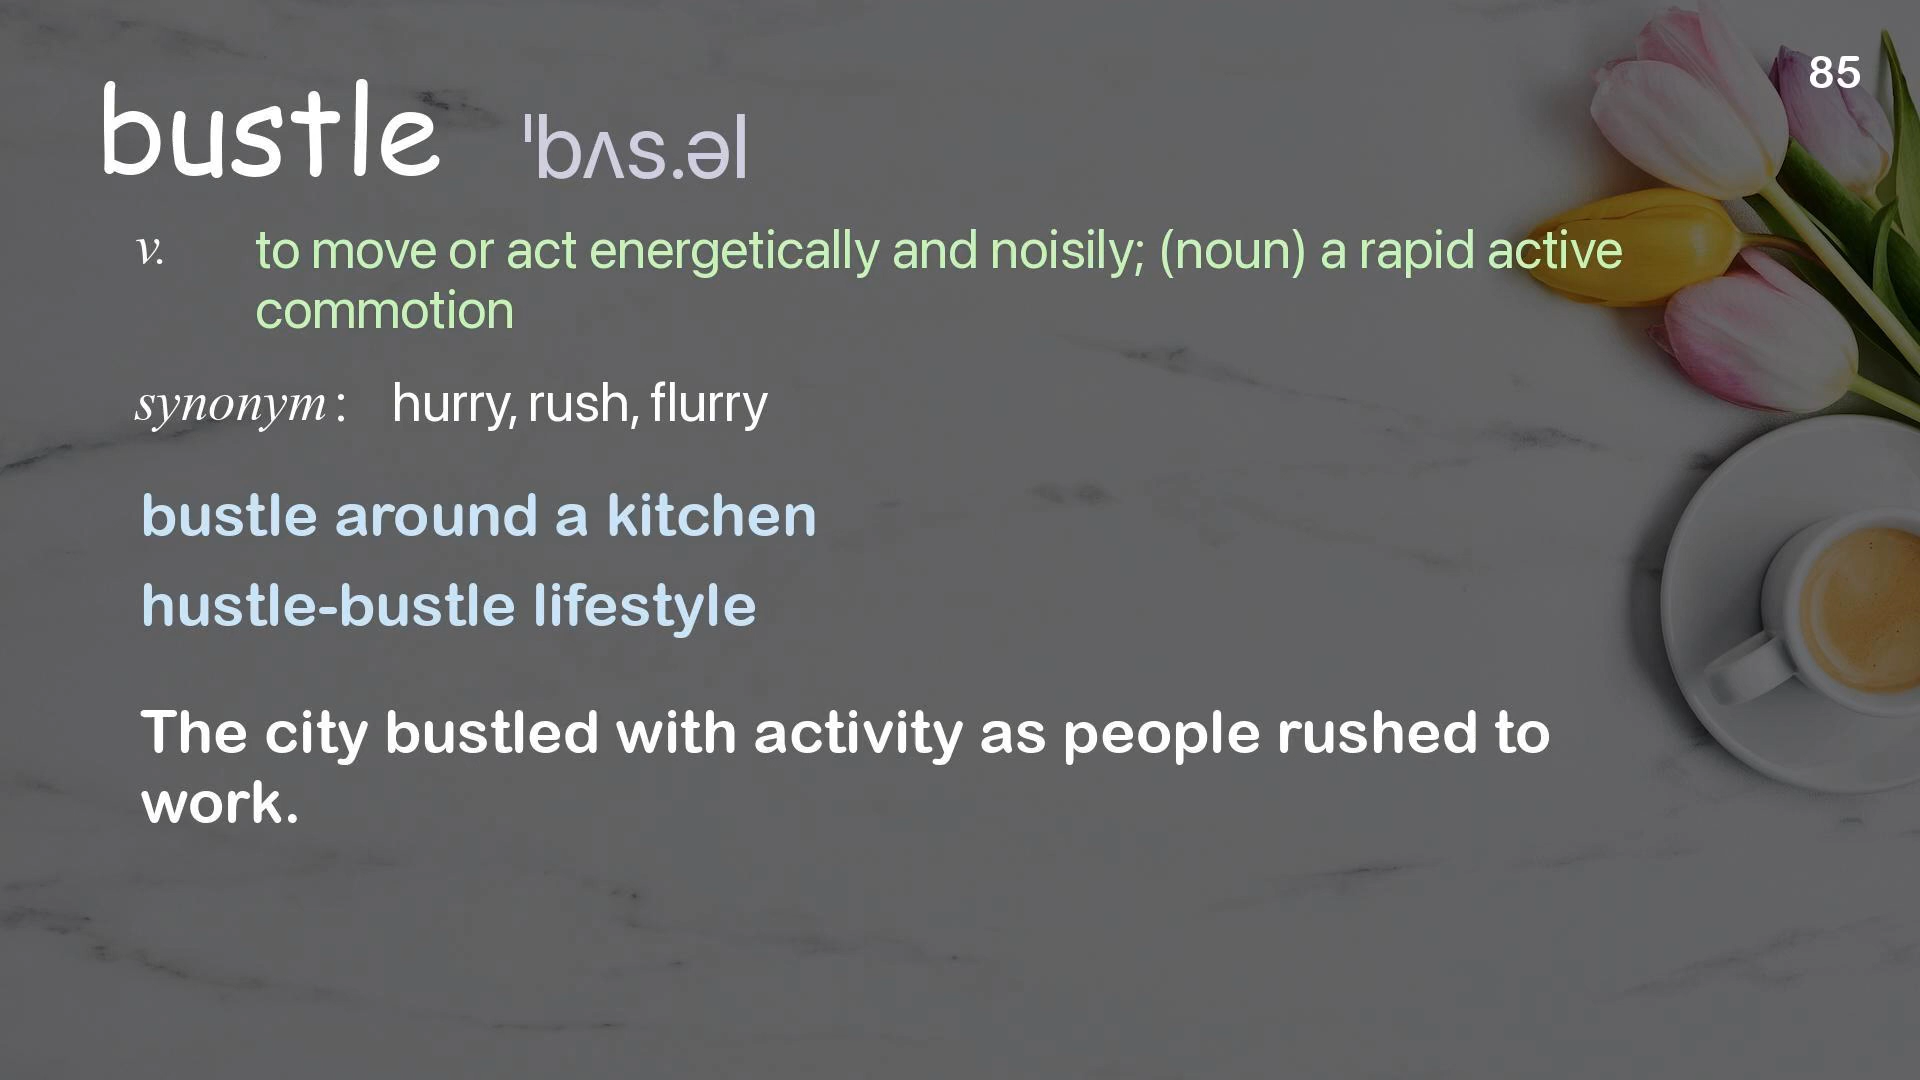 85
bustle ˈbʌs.əl
v. to move or act energetically and noisily; (noun) a rapid active
commotion
synonym: hurry, rush, flurry
bustle around a kitchen
hustle-bustle lifestyle
The city bustled with activity as people rushed to
work.